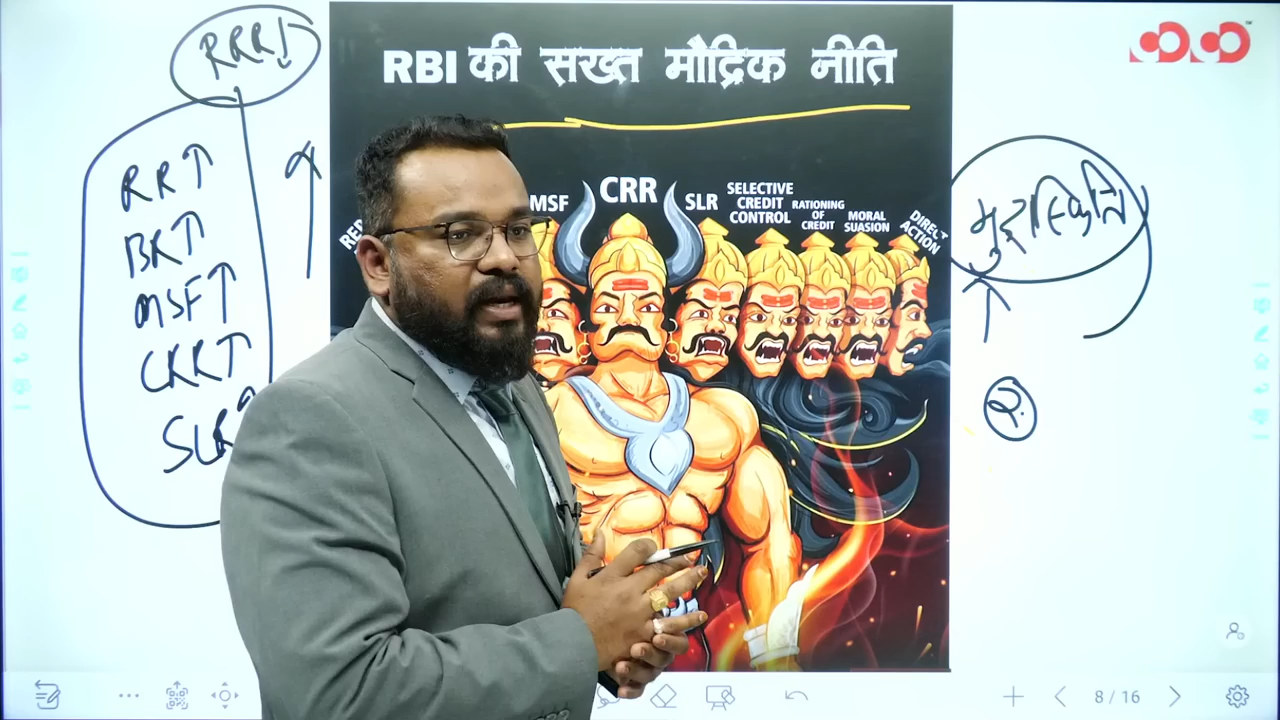 RRR↓
RR↑
BR↑
MSF↑
CRR↑
SLR
RBI की सख्त मौद्रिक नीति
MSF
CRR
SLR
SELECTIVE
CREDIT
CONTROL
RATIONING
OF
CREDIT
MORAL
SUASION
DIRECT
ACTION
मुद्रास्फीति
8 / 16